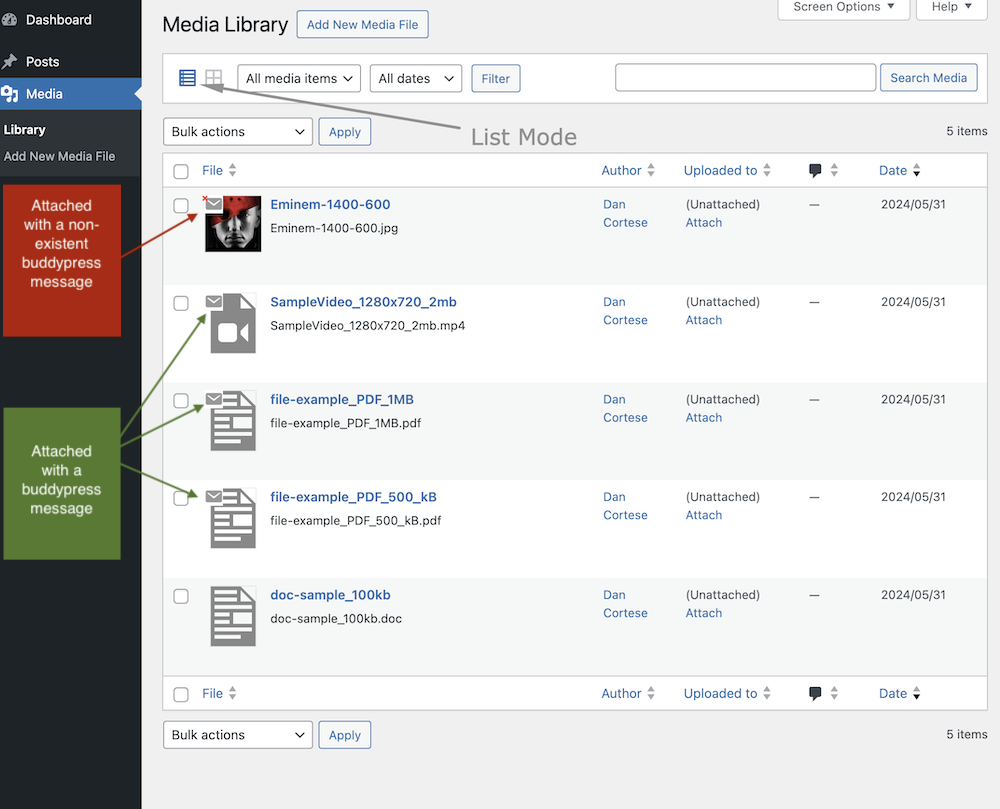 Dashboard
Posts
Media
Library
Add New Media File
Attached
with a non-
existent
buddypress
message
Attached
with a
buddypress
message
Screen Options
Help
Media Library
Add New Media File
All media items
All dates
Filter
Search Media
List Mode
Bulk actions
Apply
5 items
File
Author
Uploaded to
Date
Eminem-1400-600
Eminem-1400-600.jpg
Dan
Cortese
(Unattached)
Attach
—
2024/05/31
SampleVideo_1280x720_2mb
SampleVideo_1280x720_2mb.mp4
Dan
Cortese
(Unattached)
Attach
—
2024/05/31
file-example_PDF_1MB
file-example_PDF_1MB.pdf
Dan
Cortese
(Unattached)
Attach
—
2024/05/31
file-example_PDF_500_kB
file-example_PDF_500_kB.pdf
Dan
Cortese
(Unattached)
Attach
—
2024/05/31
doc-sample_100kb
doc-sample_100kb.doc
Dan
Cortese
(Unattached)
Attach
—
2024/05/31
File
Author
Uploaded to
Date
Bulk actions
Apply
5 items